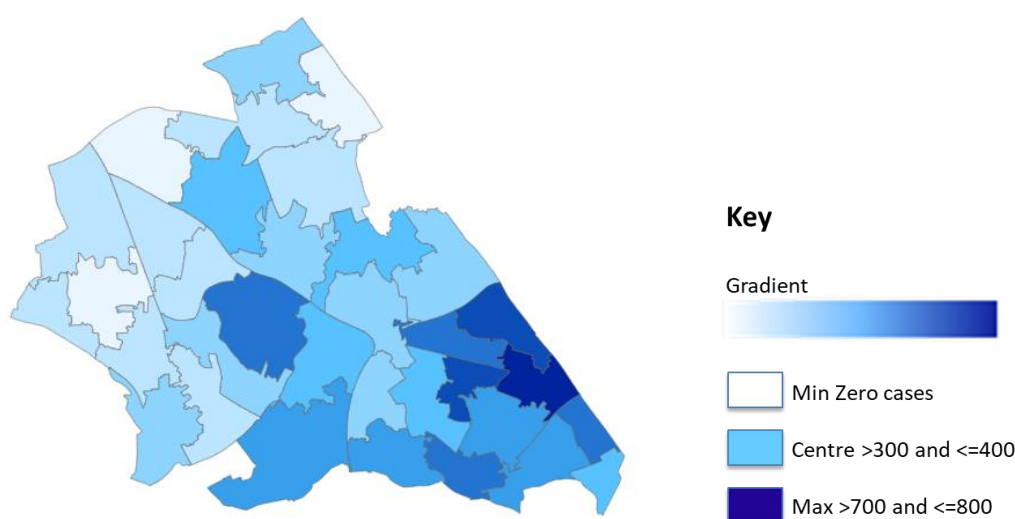 Key
Gradient
Min Zero cases
Centre >300 and <=400
Max >700 and <=800